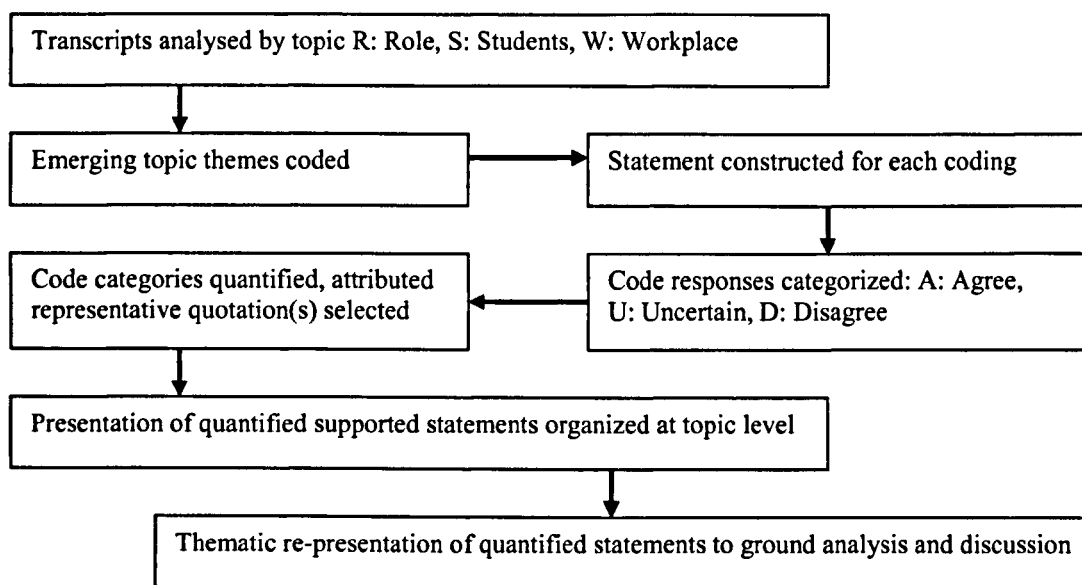 Transcripts analysed by topic R: Role, S: Students, W: Workplace
Emerging topic themes coded
Statement constructed for each coding
Code responses categorized: A: Agree,
U: Uncertain, D: Disagree
Code categories quantified, attributed
representative quotation(s) selected
Presentation of quantified supported statements organized at topic level
Thematic re-presentation of quantified statements to ground analysis and discussion